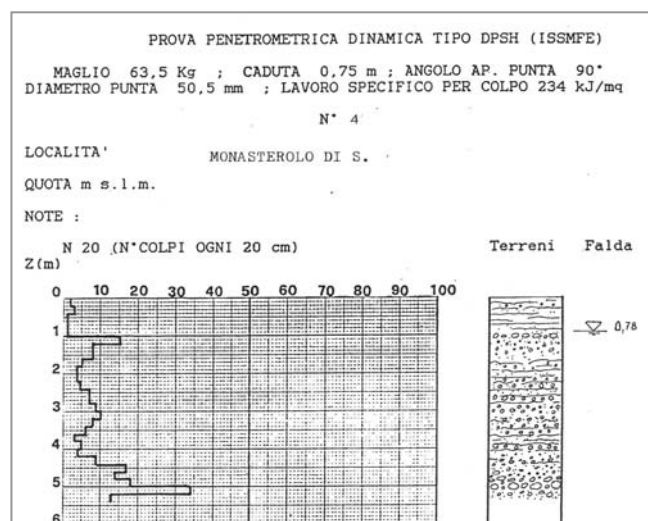 PROVA PENETROMETRICA DINAMICA TIPO DPSH (ISSMFE)
MAGLIO 63,5 Kg ; CADUTA 0,75 m ; ANGOLO AP. PUNTA 90°
DIAMETRO PUNTA 50,5 mm ; LAVORO SPECIFICO PER COLPO 234 kJ/mq
N° 4
LOCALITA' MONASTEROLO DI S.
QUOTA m s.l.m.
NOTE :
N 20 (N°COLPI OGNI 20 cm) Terreni Falda
Z(m)
0 0 10 20 30 40 50 60 70 80 90 100
1 0,78
2
3
4
5
6